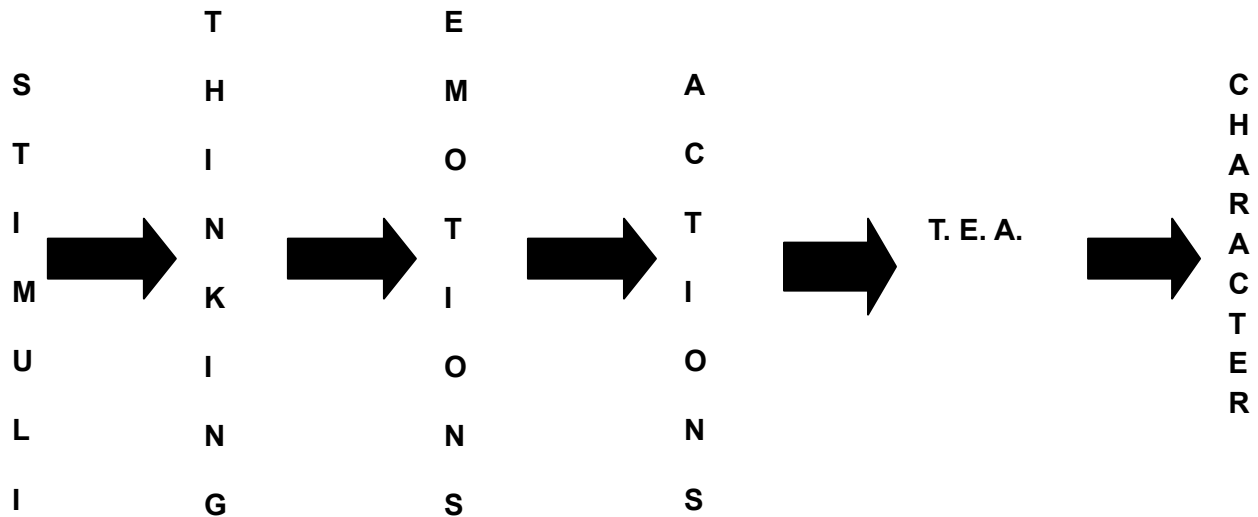 STIMULI
THINKING
EMOTIONS
ACTIONS
T. E. A.
CHARACTER